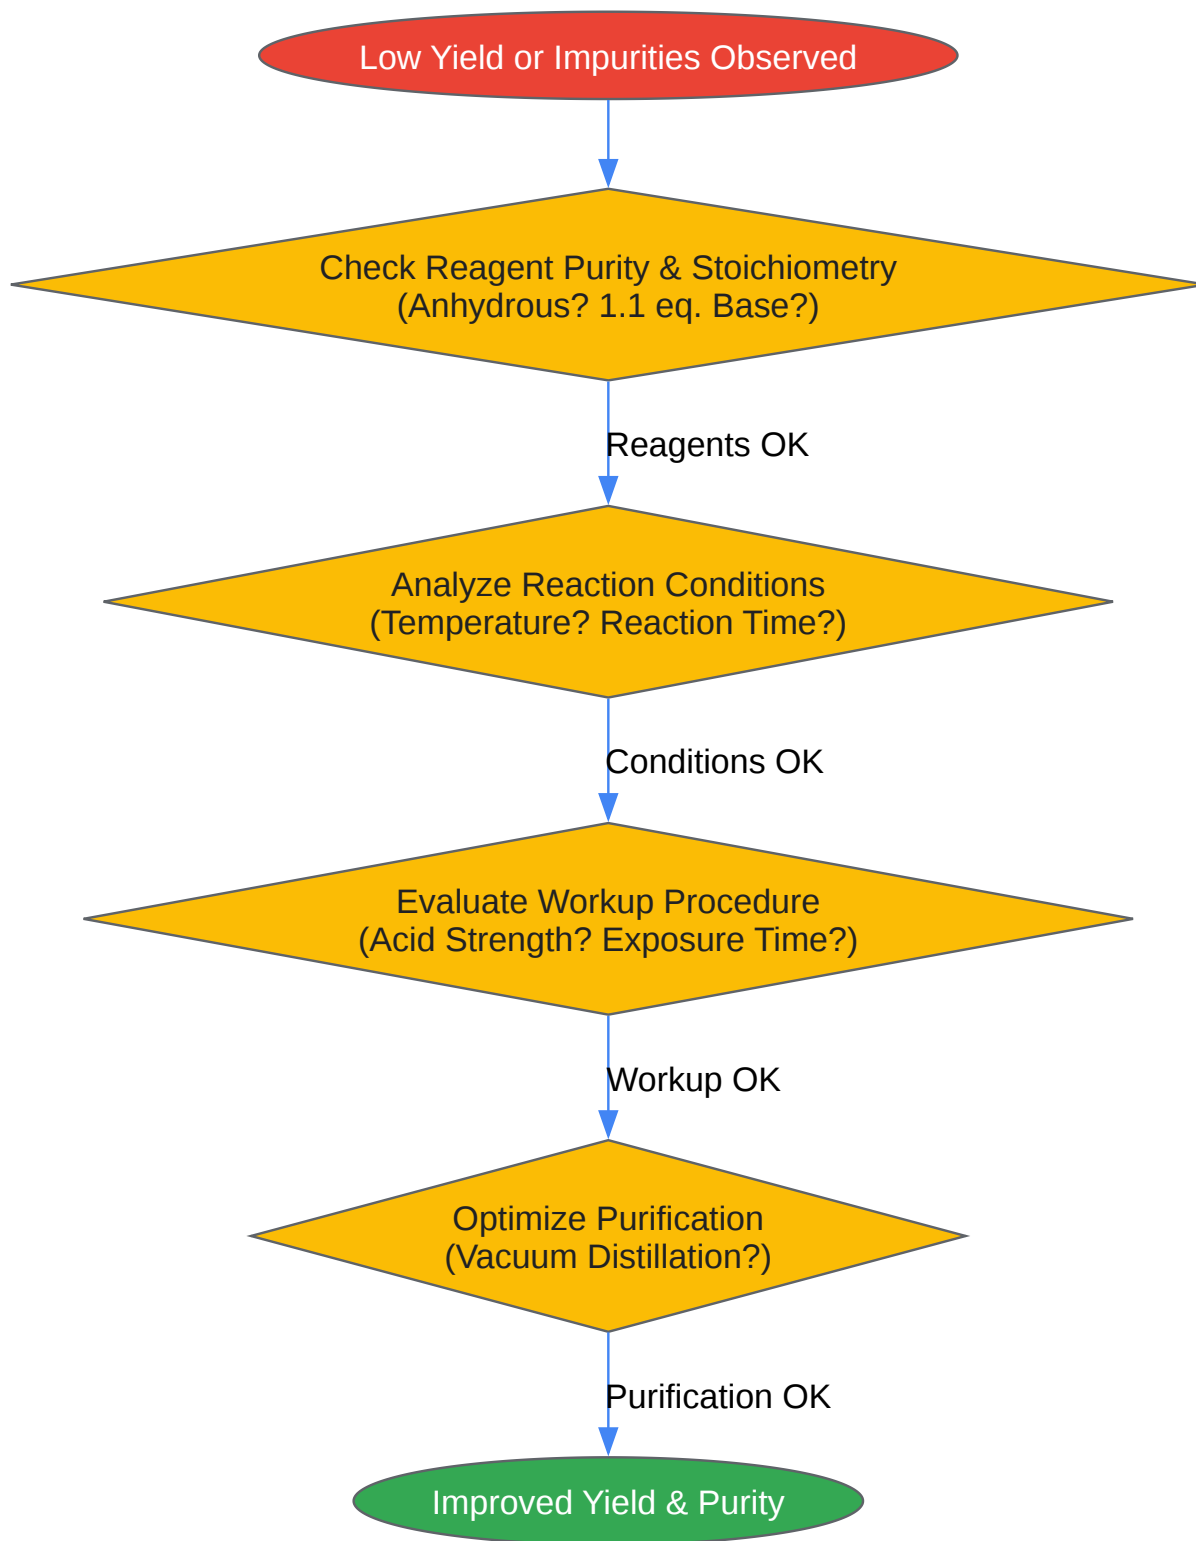 Low Yield or Impurities Observed
Check Reagent Purity & Stoichiometry
(Anhydrous? 1.1 eq. Base?)
Reagents OK
Analyze Reaction Conditions
(Temperature? Reaction Time?)
Conditions OK
Evaluate Workup Procedure
(Acid Strength? Exposure Time?)
Workup OK
Optimize Purification
(Vacuum Distillation?)
Purification OK
Improved Yield & Purity